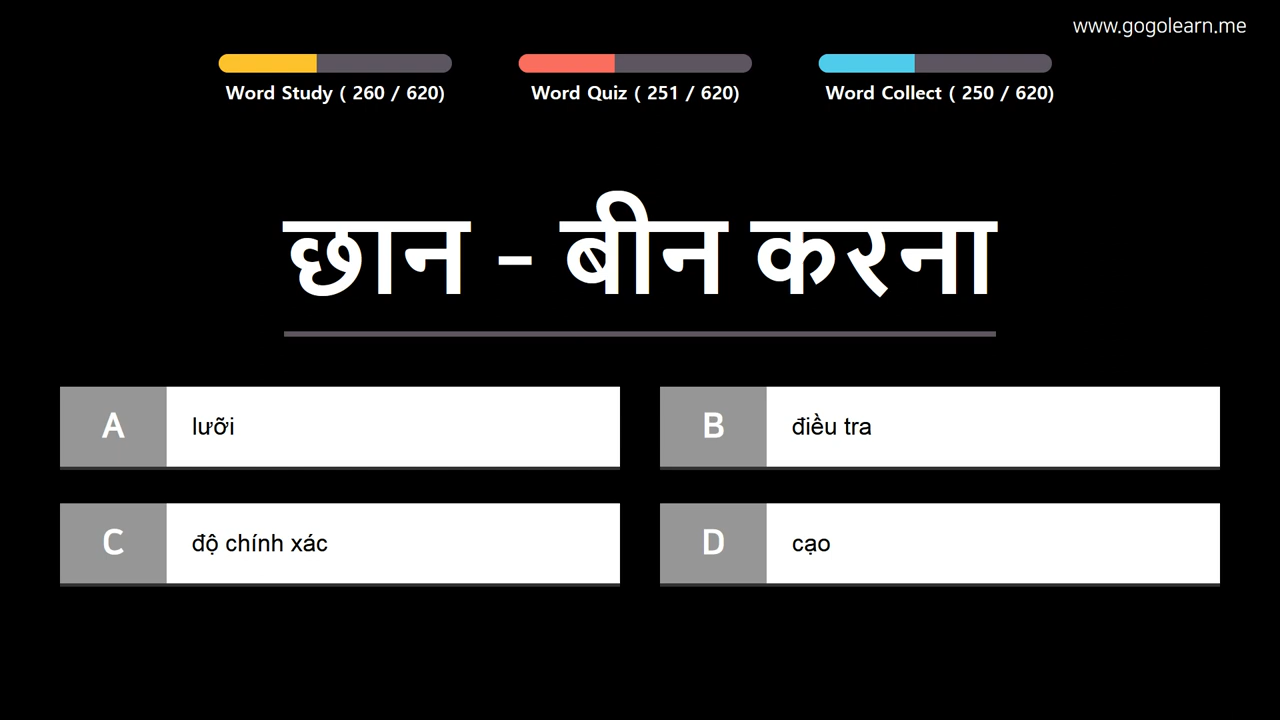 www.gogolearn.me
Word Study ( 260 / 620)
Word Quiz ( 251 / 620)
Word Collect ( 250 / 620)
छान - बीन करना
A
lưỡi
B
điều tra
C
độ chính xác
D
cạo